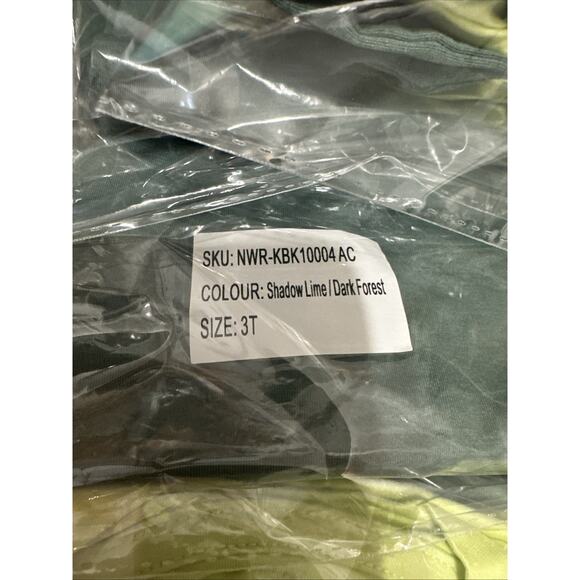 SKU: NWR-KBK10004 AC
COLOUR: Shadow Lime / Dark Forest
SIZE: 3T